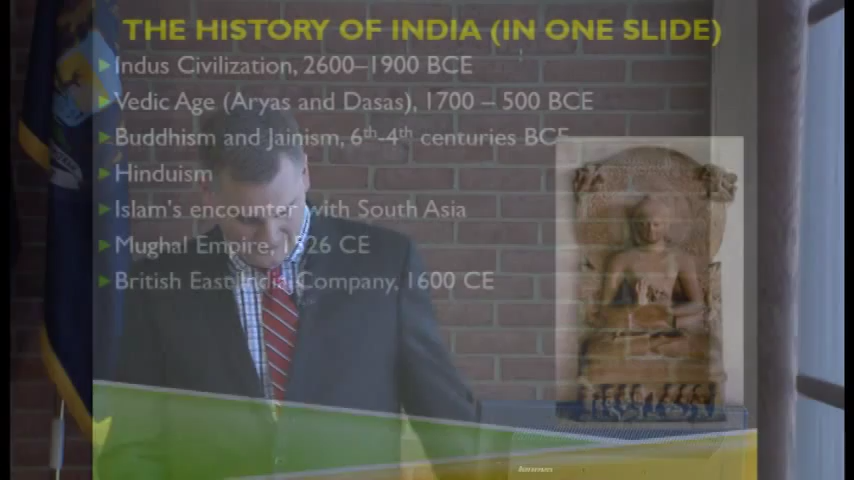 THE HISTORY OF INDIA (IN ONE SLIDE)
Indus Civilization, 2600–1900 BCE
Vedic Age (Aryas and Dasas), 1700 – 500 BCE
Buddhism and Jainism, 6th-4th centuries BCE
Hinduism
Islam's encounter with South Asia
Mughal Empire, 1526 CE
British East India Company, 1600 CE